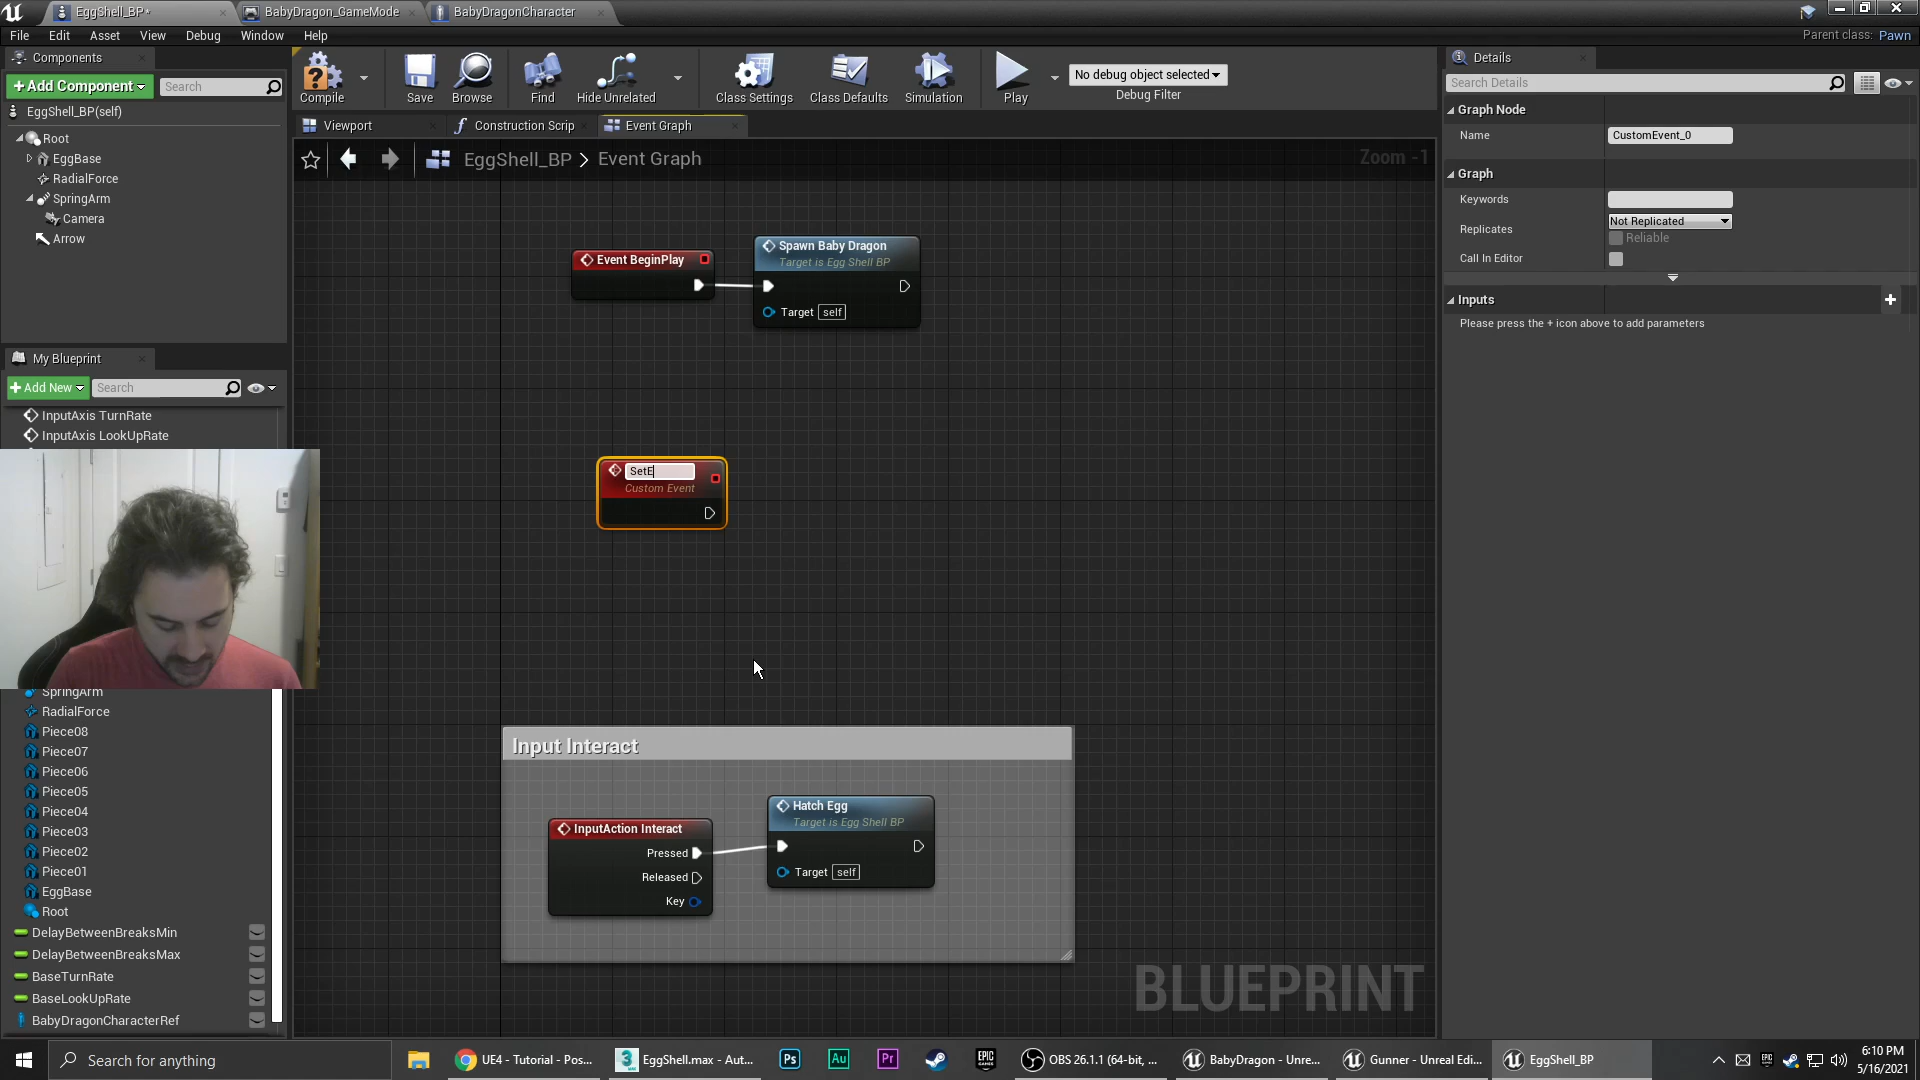 EggShell_BP*
BabyDragon_GameMode
BabyDragonCharacter
File Edit Asset View Debug Window Help
Parent class: Pawn
Components
+Add Component
Search
EggShell_BP(self)
Root
EggBase
RadialForce
SpringArm
Camera
Arrow
Compile
Save
Browse
Find
Hide Unrelated
Class Settings
Class Defaults
Simulation
Play
No debug object selected
Debug Filter
Viewport
Construction Scrip
Event Graph
EggShell_BP > Event Graph
Zoom -1
Event BeginPlay
Spawn Baby Dragon
Target is Egg Shell BP
Target self
SetE
Custom Event
Input Interact
InputAction Interact
Pressed
Released
Key
Hatch Egg
Target is Egg Shell BP
Target self
BLUEPRINT
My Blueprint
+Add New
Search
InputAxis TurnRate
InputAxis LookUpRate
SpringArm
RadialForce
Piece08
Piece07
Piece06
Piece05
Piece04
Piece03
Piece02
Piece01
EggBase
Root
DelayBetweenBreaksMin
DelayBetweenBreaksMax
BaseTurnRate
BaseLookUpRate
BabyDragonCharacterRef
Details
Search Details
Graph Node
Name CustomEvent_0
Graph
Keywords
Replicates Not Replicated
Reliable
Call In Editor
Inputs
Please press the + icon above to add parameters
Search for anything
UE4 - Tutorial - Pos...
EggShell.max - Aut...
Ps
Au
Pr
EPIC GAMES
OBS 26.1.1 (64-bit, ...
BabyDragon - Unre...
Gunner - Unreal Edi...
EggShell_BP
6:10 PM
5/16/2021